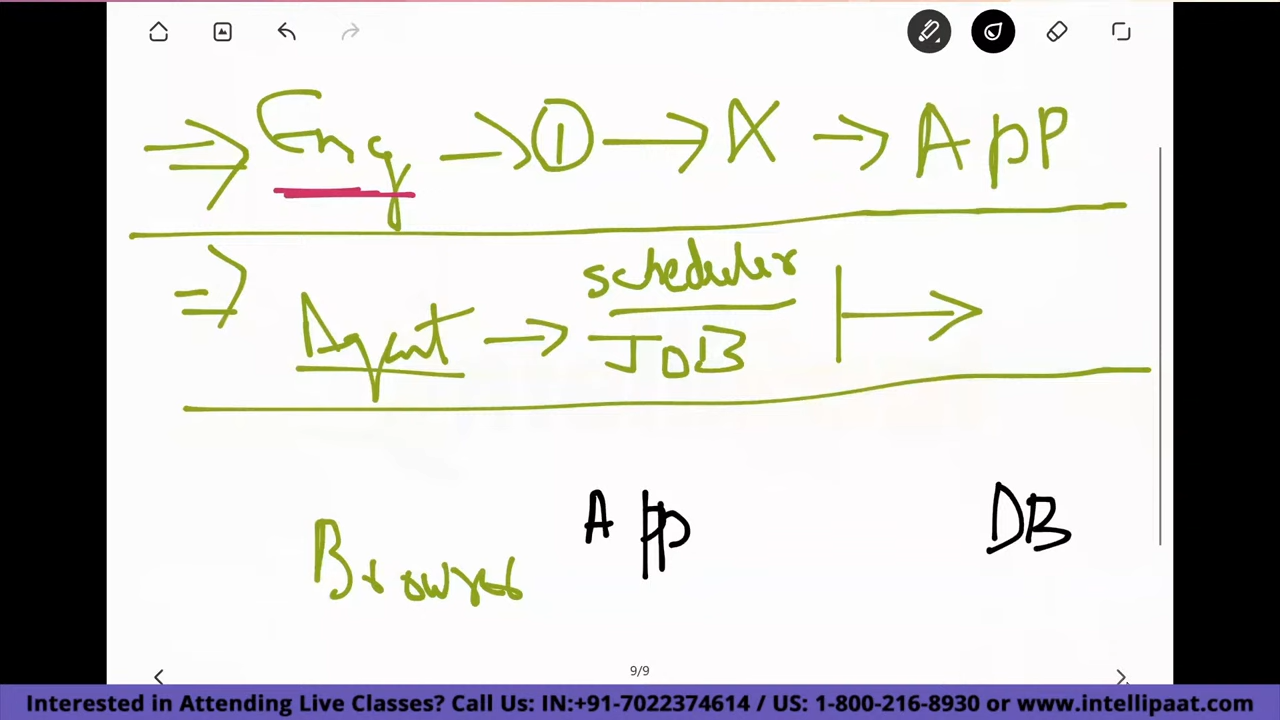 ⇒ Enq → ① → X → App
scheduler
⇒ Agent → JOB |→
App DB
Browser
9/9
Interested in Attending Live Classes? Call Us: IN:+91-7022374614 / US: 1-800-216-8930 or www.intellipaat.com